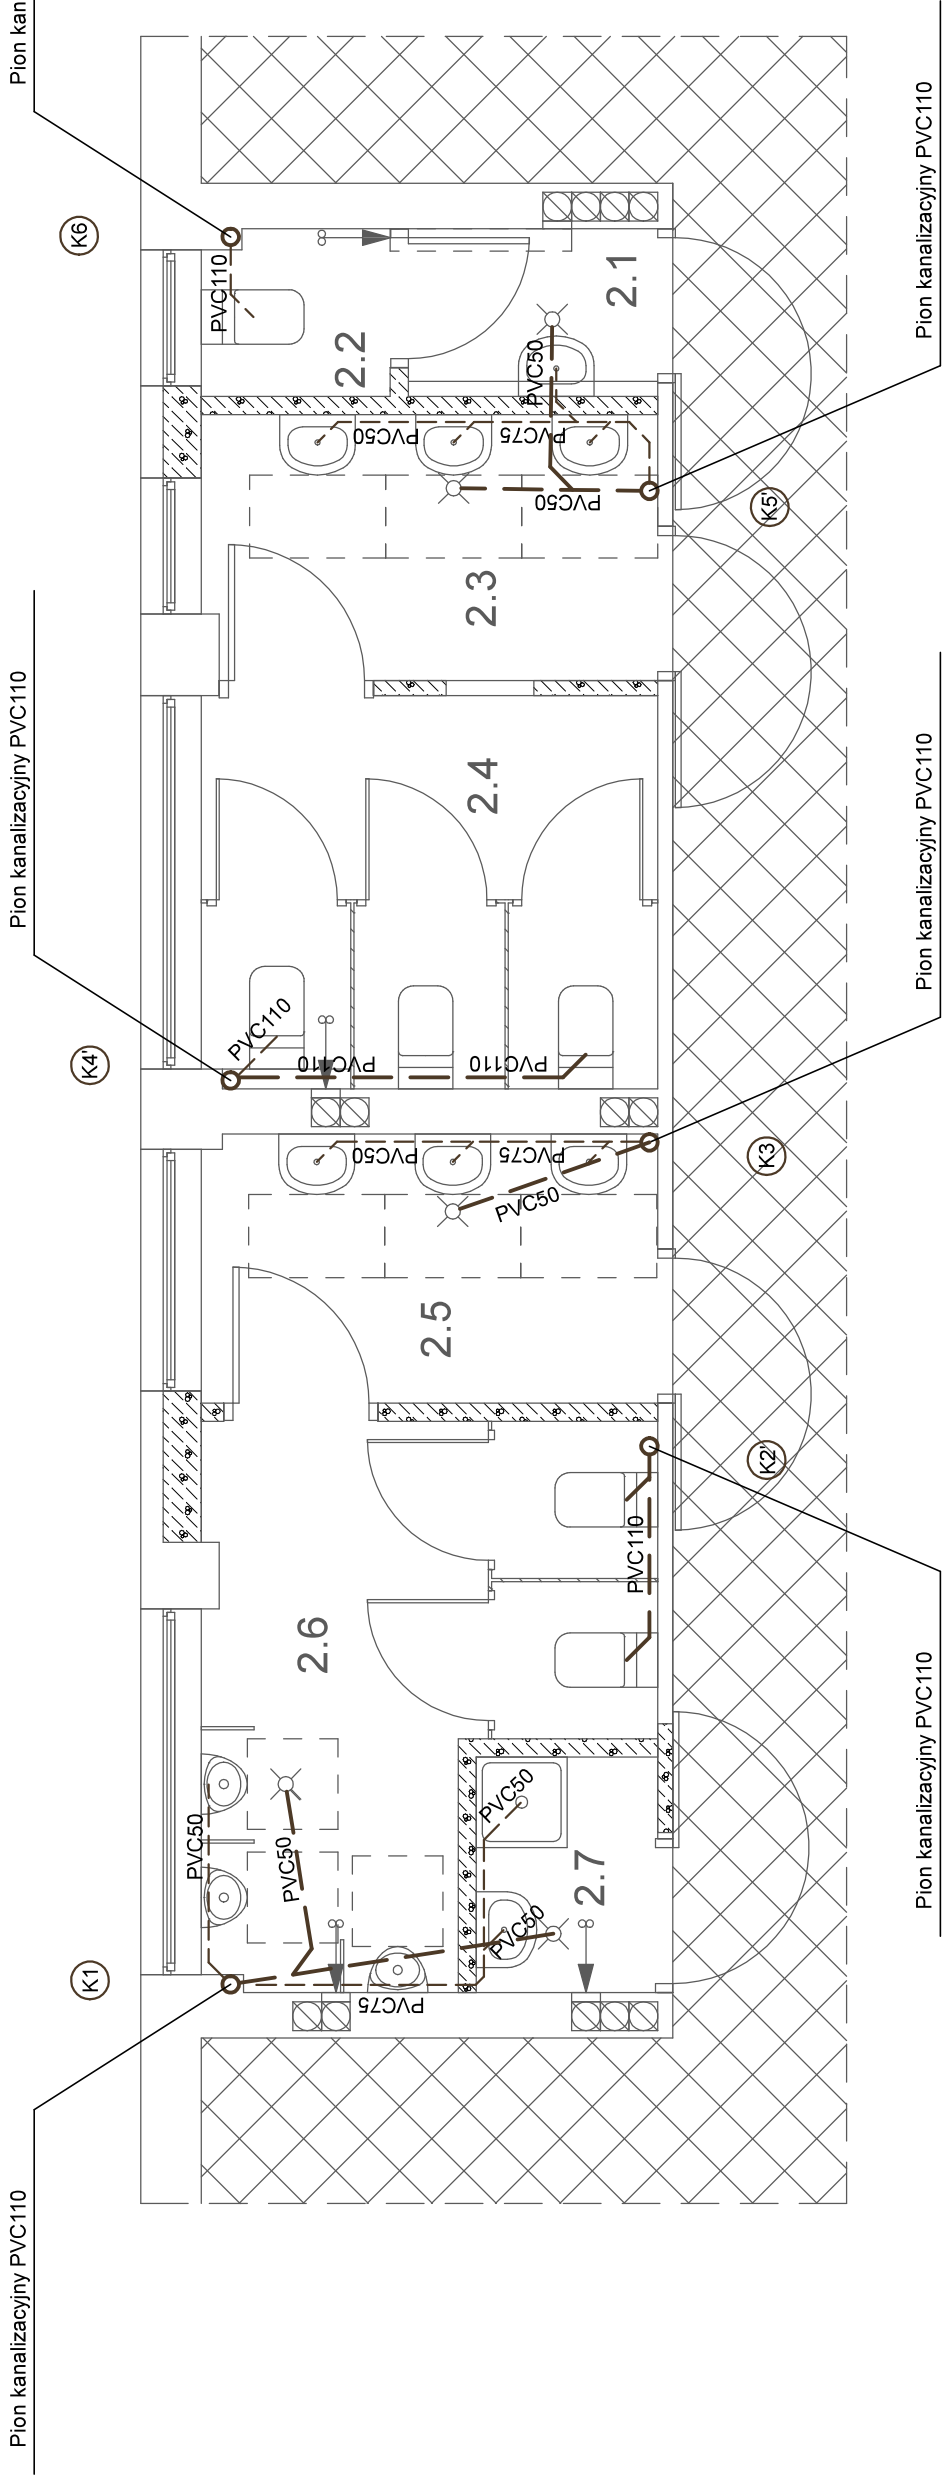 Pion kan
K6
PVC110
2.2
2.1
PVC50
PVC50
PVC75
PVC50
Pion kanalizacyjny PVC110
K5'
2.3
Pion kanalizacyjny PVC110
2.4
K4'
PVC110
PVC110
PVC110
Pion kanalizacyjny PVC110
K3
PVC50
PVC75
PVC50
2.5
K2'
PVC110
Pion kanalizacyjny PVC110
2.6
PVC50
PVC50
PVC50
PVC50
2.7
K1
PVC75
Pion kanalizacyjny PVC110